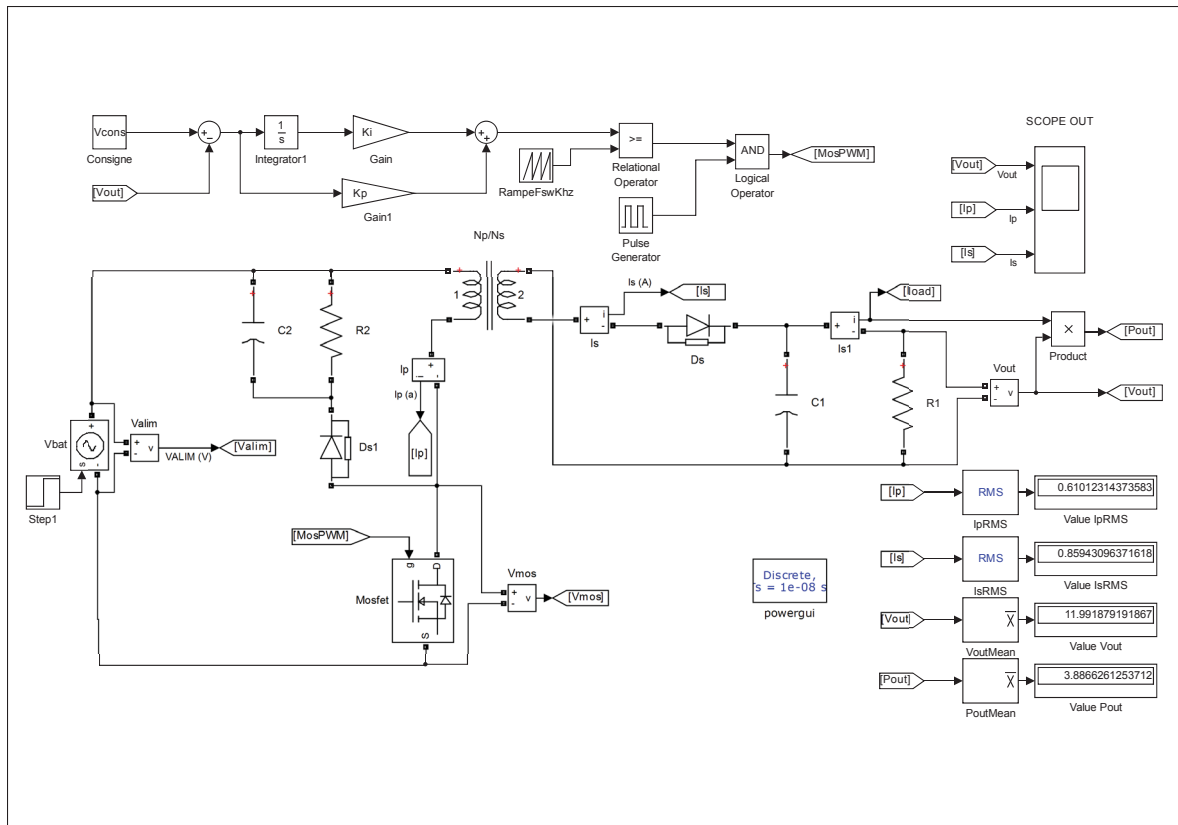 Vcons
Consigne
[Vout]
1
s
Integrator1
Ki
Gain
Kp
Gain1
RampeFswKhz
>=
Relational
Operator
Pulse
Generator
AND
Logical
Operator
[MosPWM]
SCOPE OUT
[Vout]
Vout
[Ip]
Ip
[Is]
Is
Np/Ns
1
2
C2
R2
Ip
Ip (a)
[Ip]
Is (A)
[Is]
Is
Ds
[Iload]
Is1
Product
[Pout]
Vout
[Vout]
C1
R1
Vbat
s
Valim
v
VALIM (V)
[Valim]
Step1
Ds1
[MosPWM]
g
D
Mosfet
S
Vmos
v
[Vmos]
Discrete,
s = 1e-08 s
powergui
[Ip]
RMS
IpRMS
0.61012314373583
Value IpRMS
[Is]
RMS
IsRMS
0.85943096371618
Value IsRMS
[Vout]
VoutMean
11.991879191867
Value Vout
[Pout]
PoutMean
3.8866261253712
Value Pout